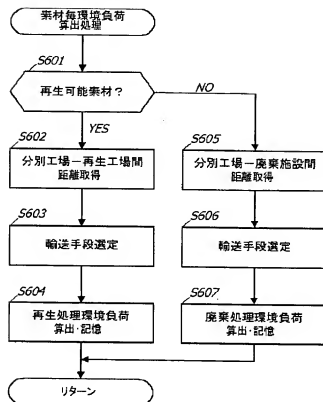 素材毎環境負荷
算出処理
S601
再生可能素材?
NO
YES
S602
分別工場ー再生工場間
距離取得
S605
分別工場ー廃棄施設間
距離取得
S603
輸送手段選定
S606
輸送手段選定
S604
再生処理環境負荷
算出・記憶
S607
廃棄処理環境負荷
算出・記憶
リターン